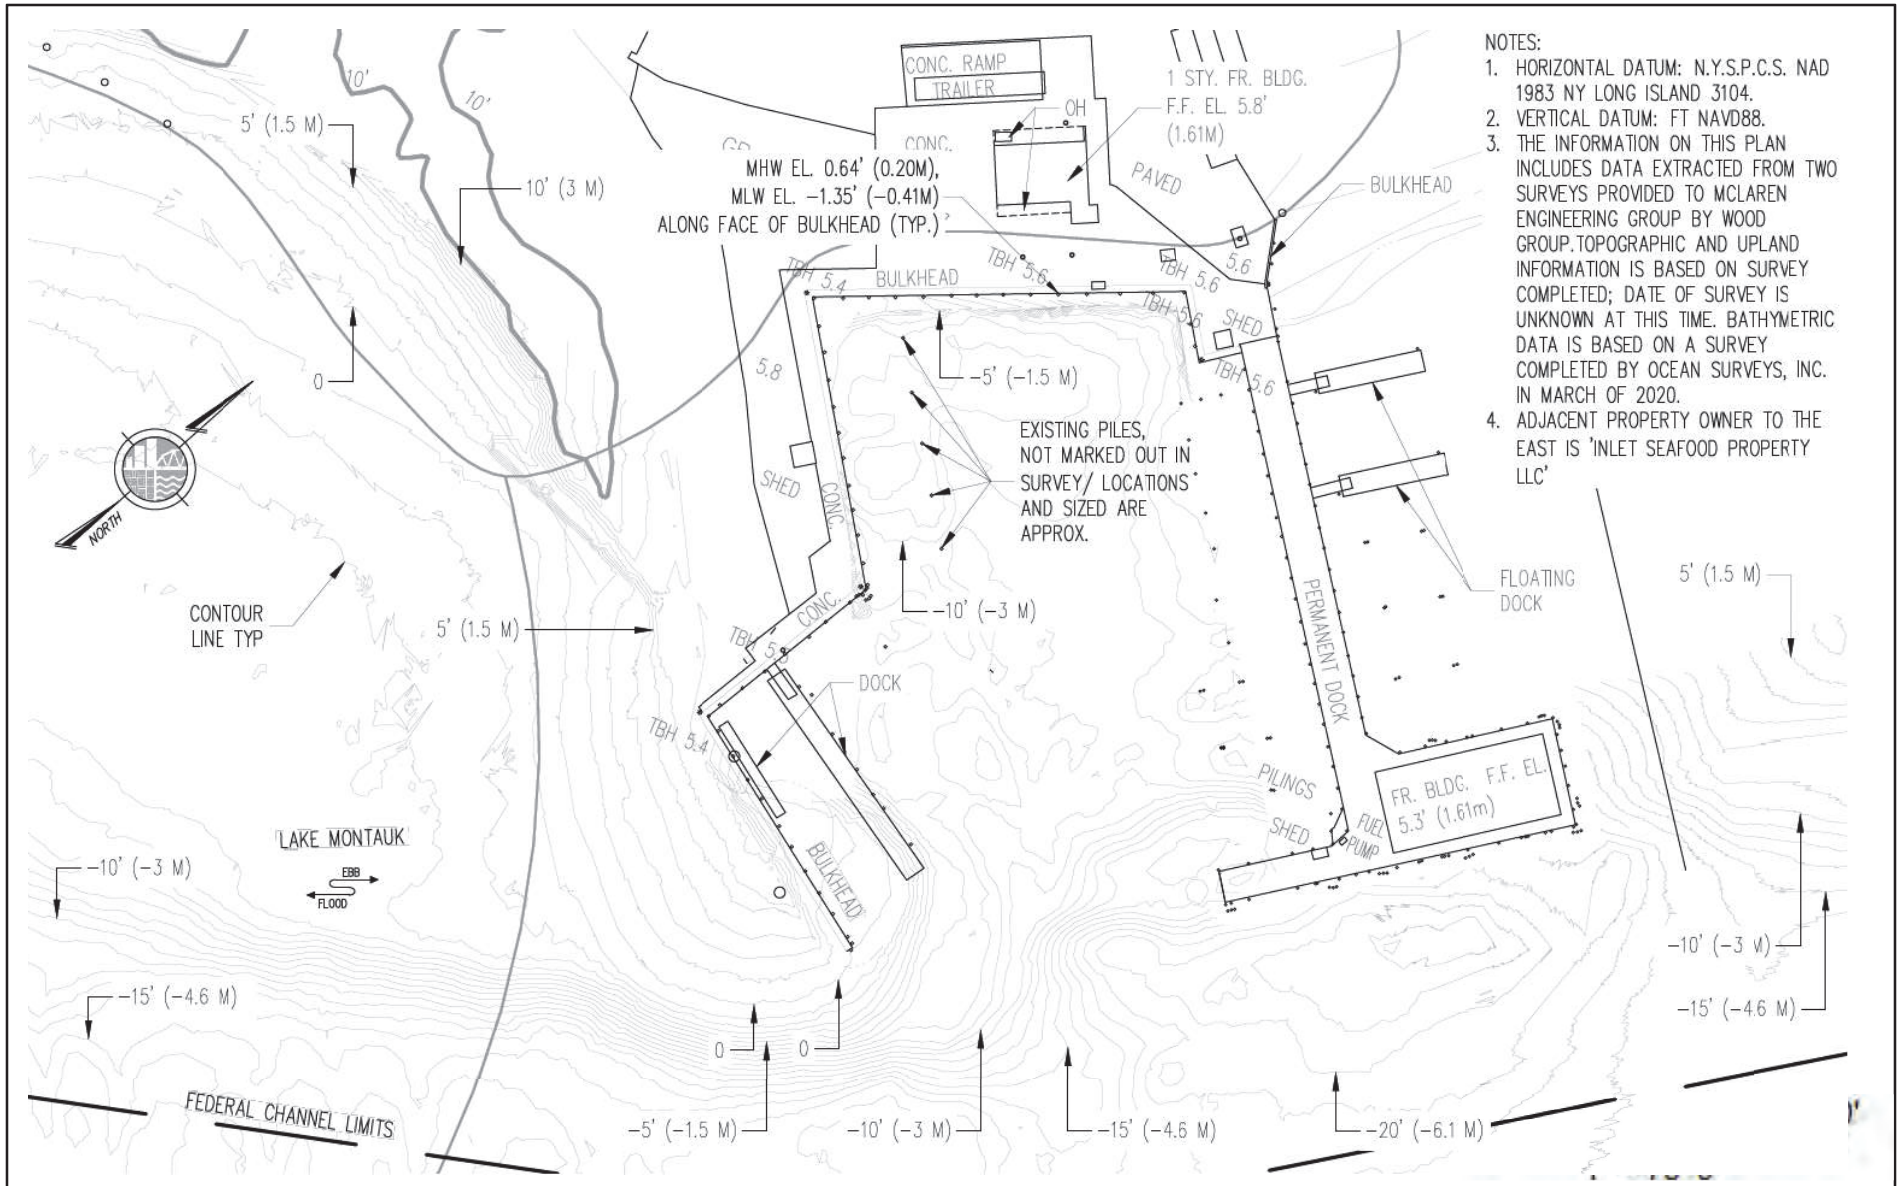 NOTES:
1. HORIZONTAL DATUM: N.Y.S.P.C.S. NAD
1983 NY LONG ISLAND 3104.
2. VERTICAL DATUM: FT NAVD88.
3. THE INFORMATION ON THIS PLAN
INCLUDES DATA EXTRACTED FROM TWO
SURVEYS PROVIDED TO MCLAREN
ENGINEERING GROUP BY WOOD
GROUP.TOPOGRAPHIC AND UPLAND
INFORMATION IS BASED ON SURVEY
COMPLETED; DATE OF SURVEY IS
UNKNOWN AT THIS TIME. BATHYMETRIC
DATA IS BASED ON A SURVEY
COMPLETED BY OCEAN SURVEYS, INC.
IN MARCH OF 2020.
4. ADJACENT PROPERTY OWNER TO THE
EAST IS 'INLET SEAFOOD PROPERTY
LLC'
10'
10'
5' (1.5 M)
10' (3 M)
0
CONC. RAMP
TRAILER
OH
1 STY. FR. BLDG.
F.F. EL. 5.8'
(1.61M)
CONC.
MHW EL. 0.64' (0.20M),
MLW EL. -1.35' (-0.41M)
ALONG FACE OF BULKHEAD (TYP.)
PAVED
BULKHEAD
TBH 5.4
BULKHEAD
TBH 5.6
TBH 5.6
5.6
TBH 5.6
SHED
TBH 5.6
5.8
-5' (-1.5 M)
SHED
CONC.
EXISTING PILES,
NOT MARKED OUT IN
SURVEY/ LOCATIONS
AND SIZED ARE
APPROX.
NORTH
CONTOUR
LINE TYP
5' (1.5 M)
CONC.
-10' (-3 M)
FLOATING
DOCK
5' (1.5 M)
PERMANENT DOCK
TBH
DOCK
TBH 5.4
BULKHEAD
PILINGS
SHED
FUEL
PUMP
FR. BLDG. F.F. EL.
5.3' (1.61m)
LAKE MONTAUK
EBB
FLOOD
-10' (-3 M)
-15' (-4.6 M)
-10' (-3 M)
-15' (-4.6 M)
0
0
FEDERAL CHANNEL LIMITS
-5' (-1.5 M)
-10' (-3 M)
-15' (-4.6 M)
-20' (-6.1 M)